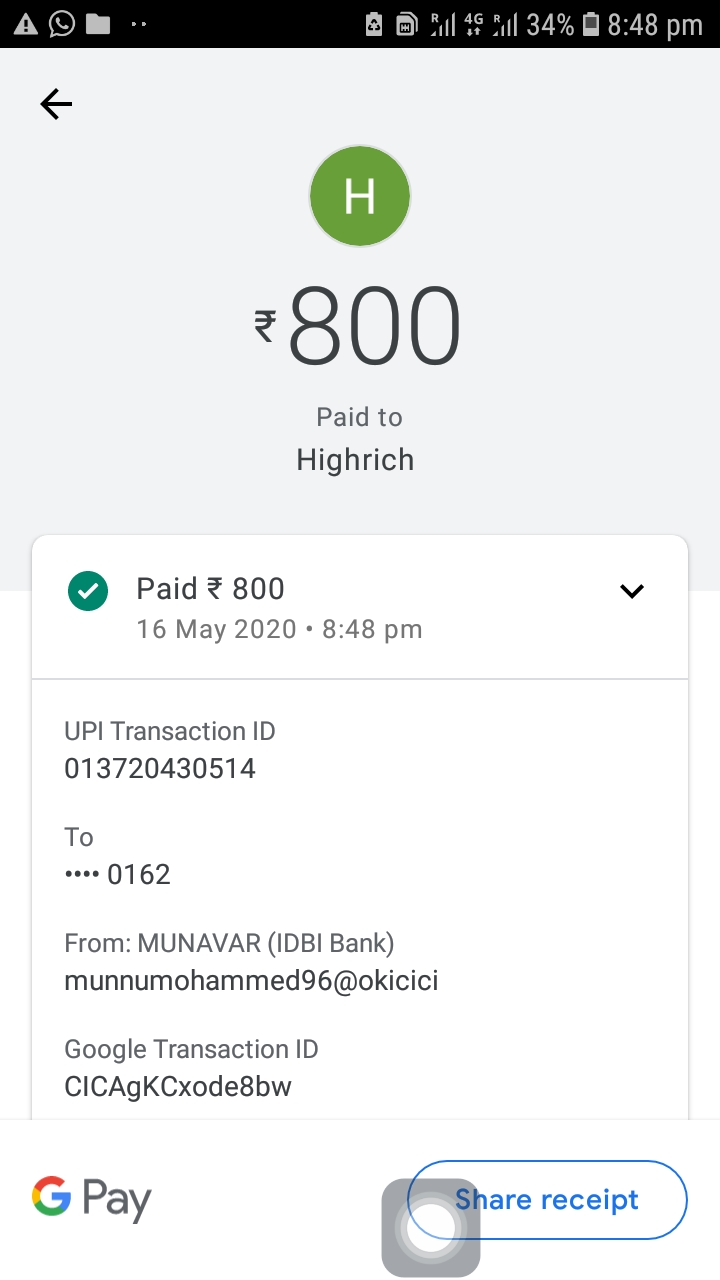 R 4G R 34% 8:48 pm
H
₹800
Paid to
Highrich
Paid ₹ 800
16 May 2020 • 8:48 pm
UPI Transaction ID
013720430514
To
•••• 0162
From: MUNAVAR (IDBI Bank)
munnumohammed96@okicici
Google Transaction ID
CICAgKCxode8bw
G Pay
Share receipt